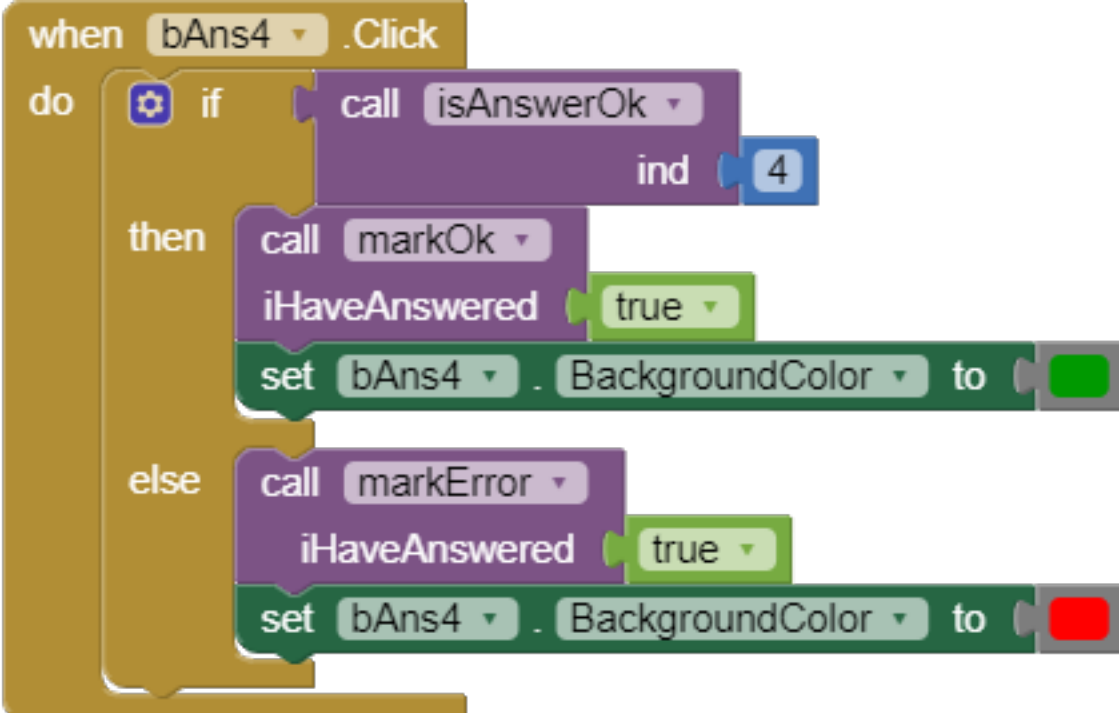 when bAns4 .Click
do if call isAnswerOk
ind 4
then call markOk
iHaveAnswered true
set bAns4 . BackgroundColor to
else call markError
iHaveAnswered true
set bAns4 . BackgroundColor to